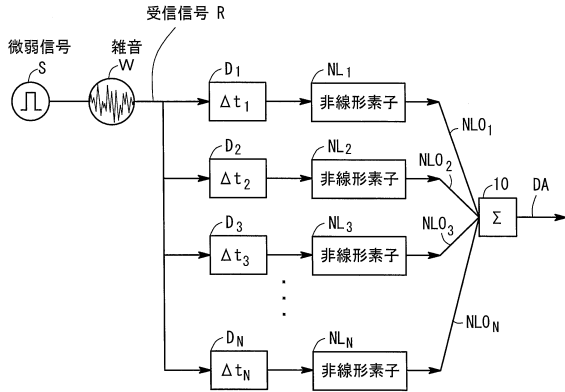 受信信号 R
微弱信号
S
雑音
W
D1
Δt1
NL1
非線形素子
NLO1
D2
Δt2
NL2
非線形素子
NLO2
10
Σ
DA
D3
Δt3
NL3
非線形素子
NLO3
DN
ΔtN
NLN
非線形素子
NLON